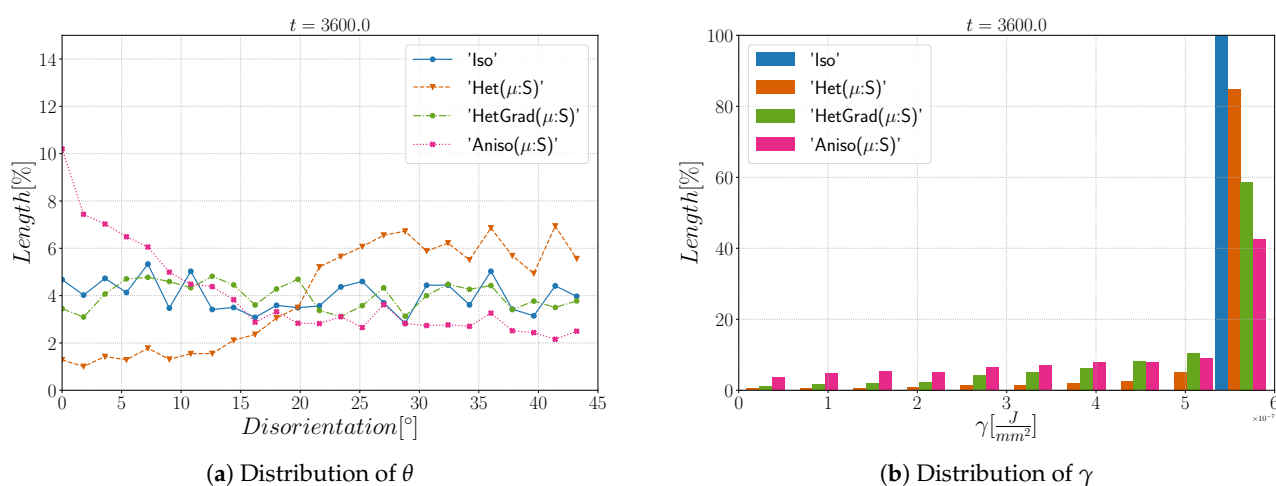 t = 3600.0
Length[%]
14
12
10
8
6
4
2
0
'Iso'
'Het(μ:S)'
'HetGrad(μ:S)'
'Aniso(μ:S)'
0 5 10 15 20 25 30 35 40 45
Disorientation[°]
(a) Distribution of θ
t = 3600.0
Length[%]
100
80
60
40
20
0
'Iso'
'Het(μ:S)'
'HetGrad(μ:S)'
'Aniso(μ:S)'
0 1 2 3 4 5 6
×10⁻⁷
γ[J/mm²]
(b) Distribution of γ